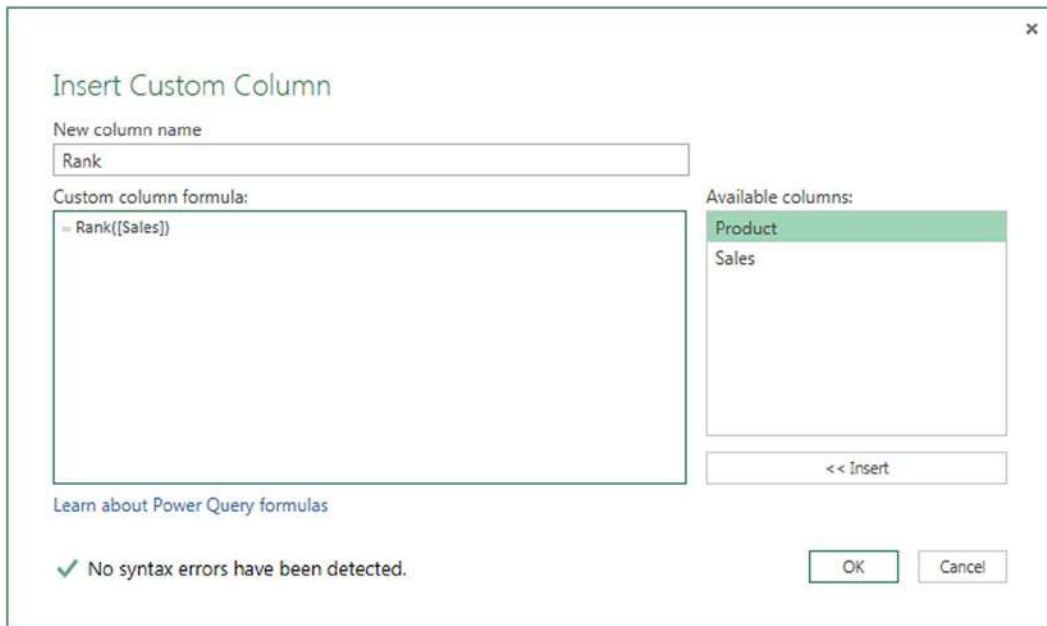 Insert Custom Column
New column name
Rank
Custom column formula:
= Rank([Sales])
Available columns:
Product
Sales
<< Insert
Learn about Power Query formulas
No syntax errors have been detected.
OK
Cancel